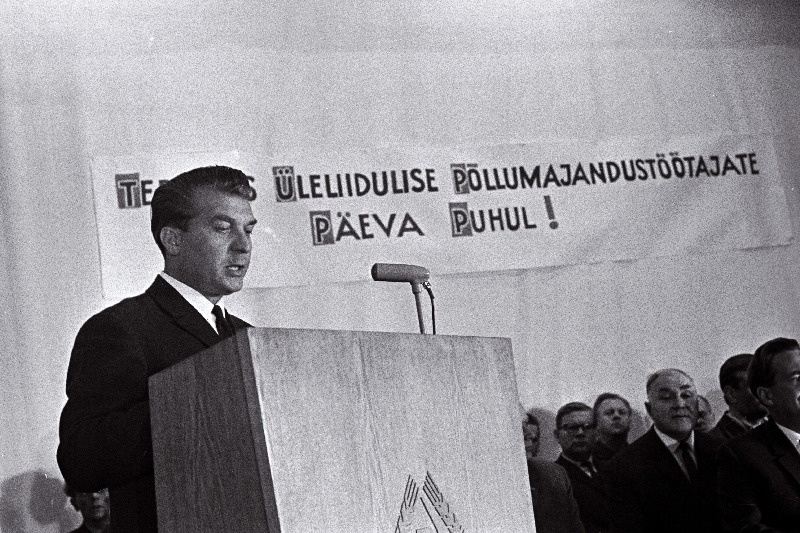 ÜLELIIDULISE PÕLLUMAJANDUSTÖÖTAJATE
PÄEVA PUHUL!